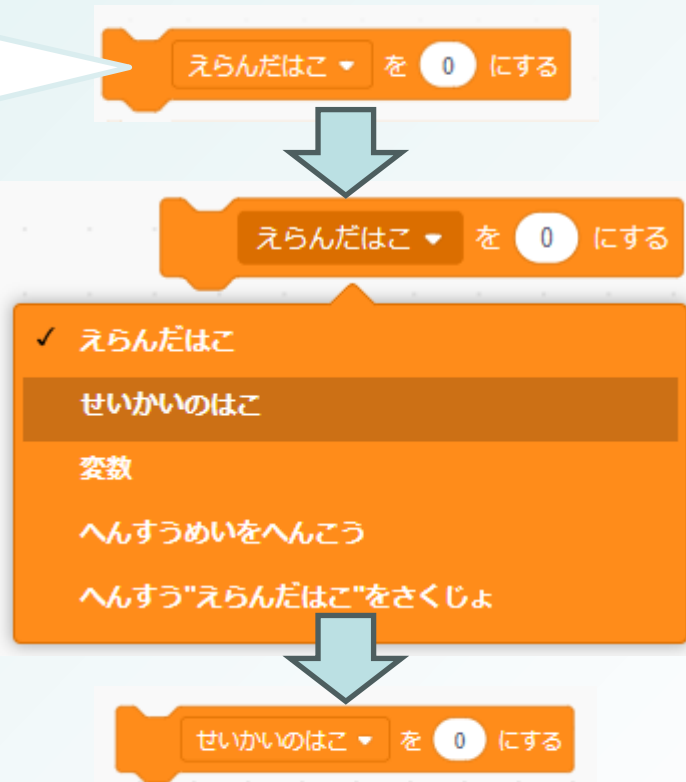 えらんだはこ を 0 にする
えらんだはこ を 0 にする
✓ えらんだはこ
せいかいのはこ
変数
へんすうめいをへんこう
へんすう"えらんだはこ"をさくじょ
せいかいのはこ を 0 にする